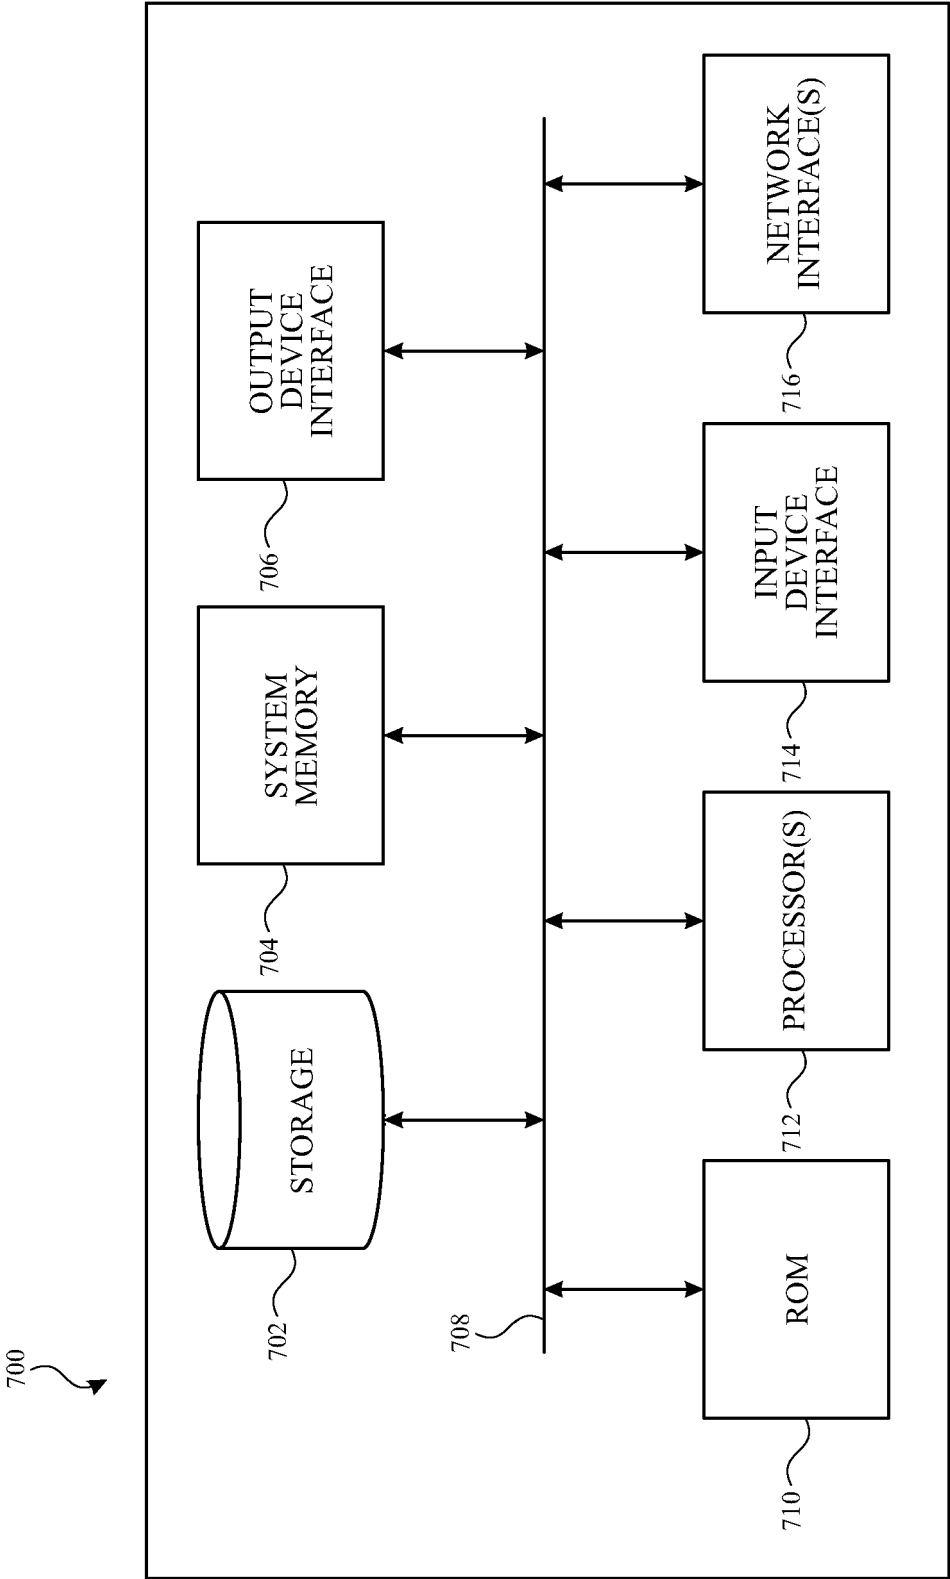 700
702
STORAGE
704
SYSTEM
MEMORY
706
OUTPUT
DEVICE
INTERFACE
708
710
ROM
712
PROCESSOR(S)
714
INPUT
DEVICE
INTERFACE
716
NETWORK
INTERFACE(S)